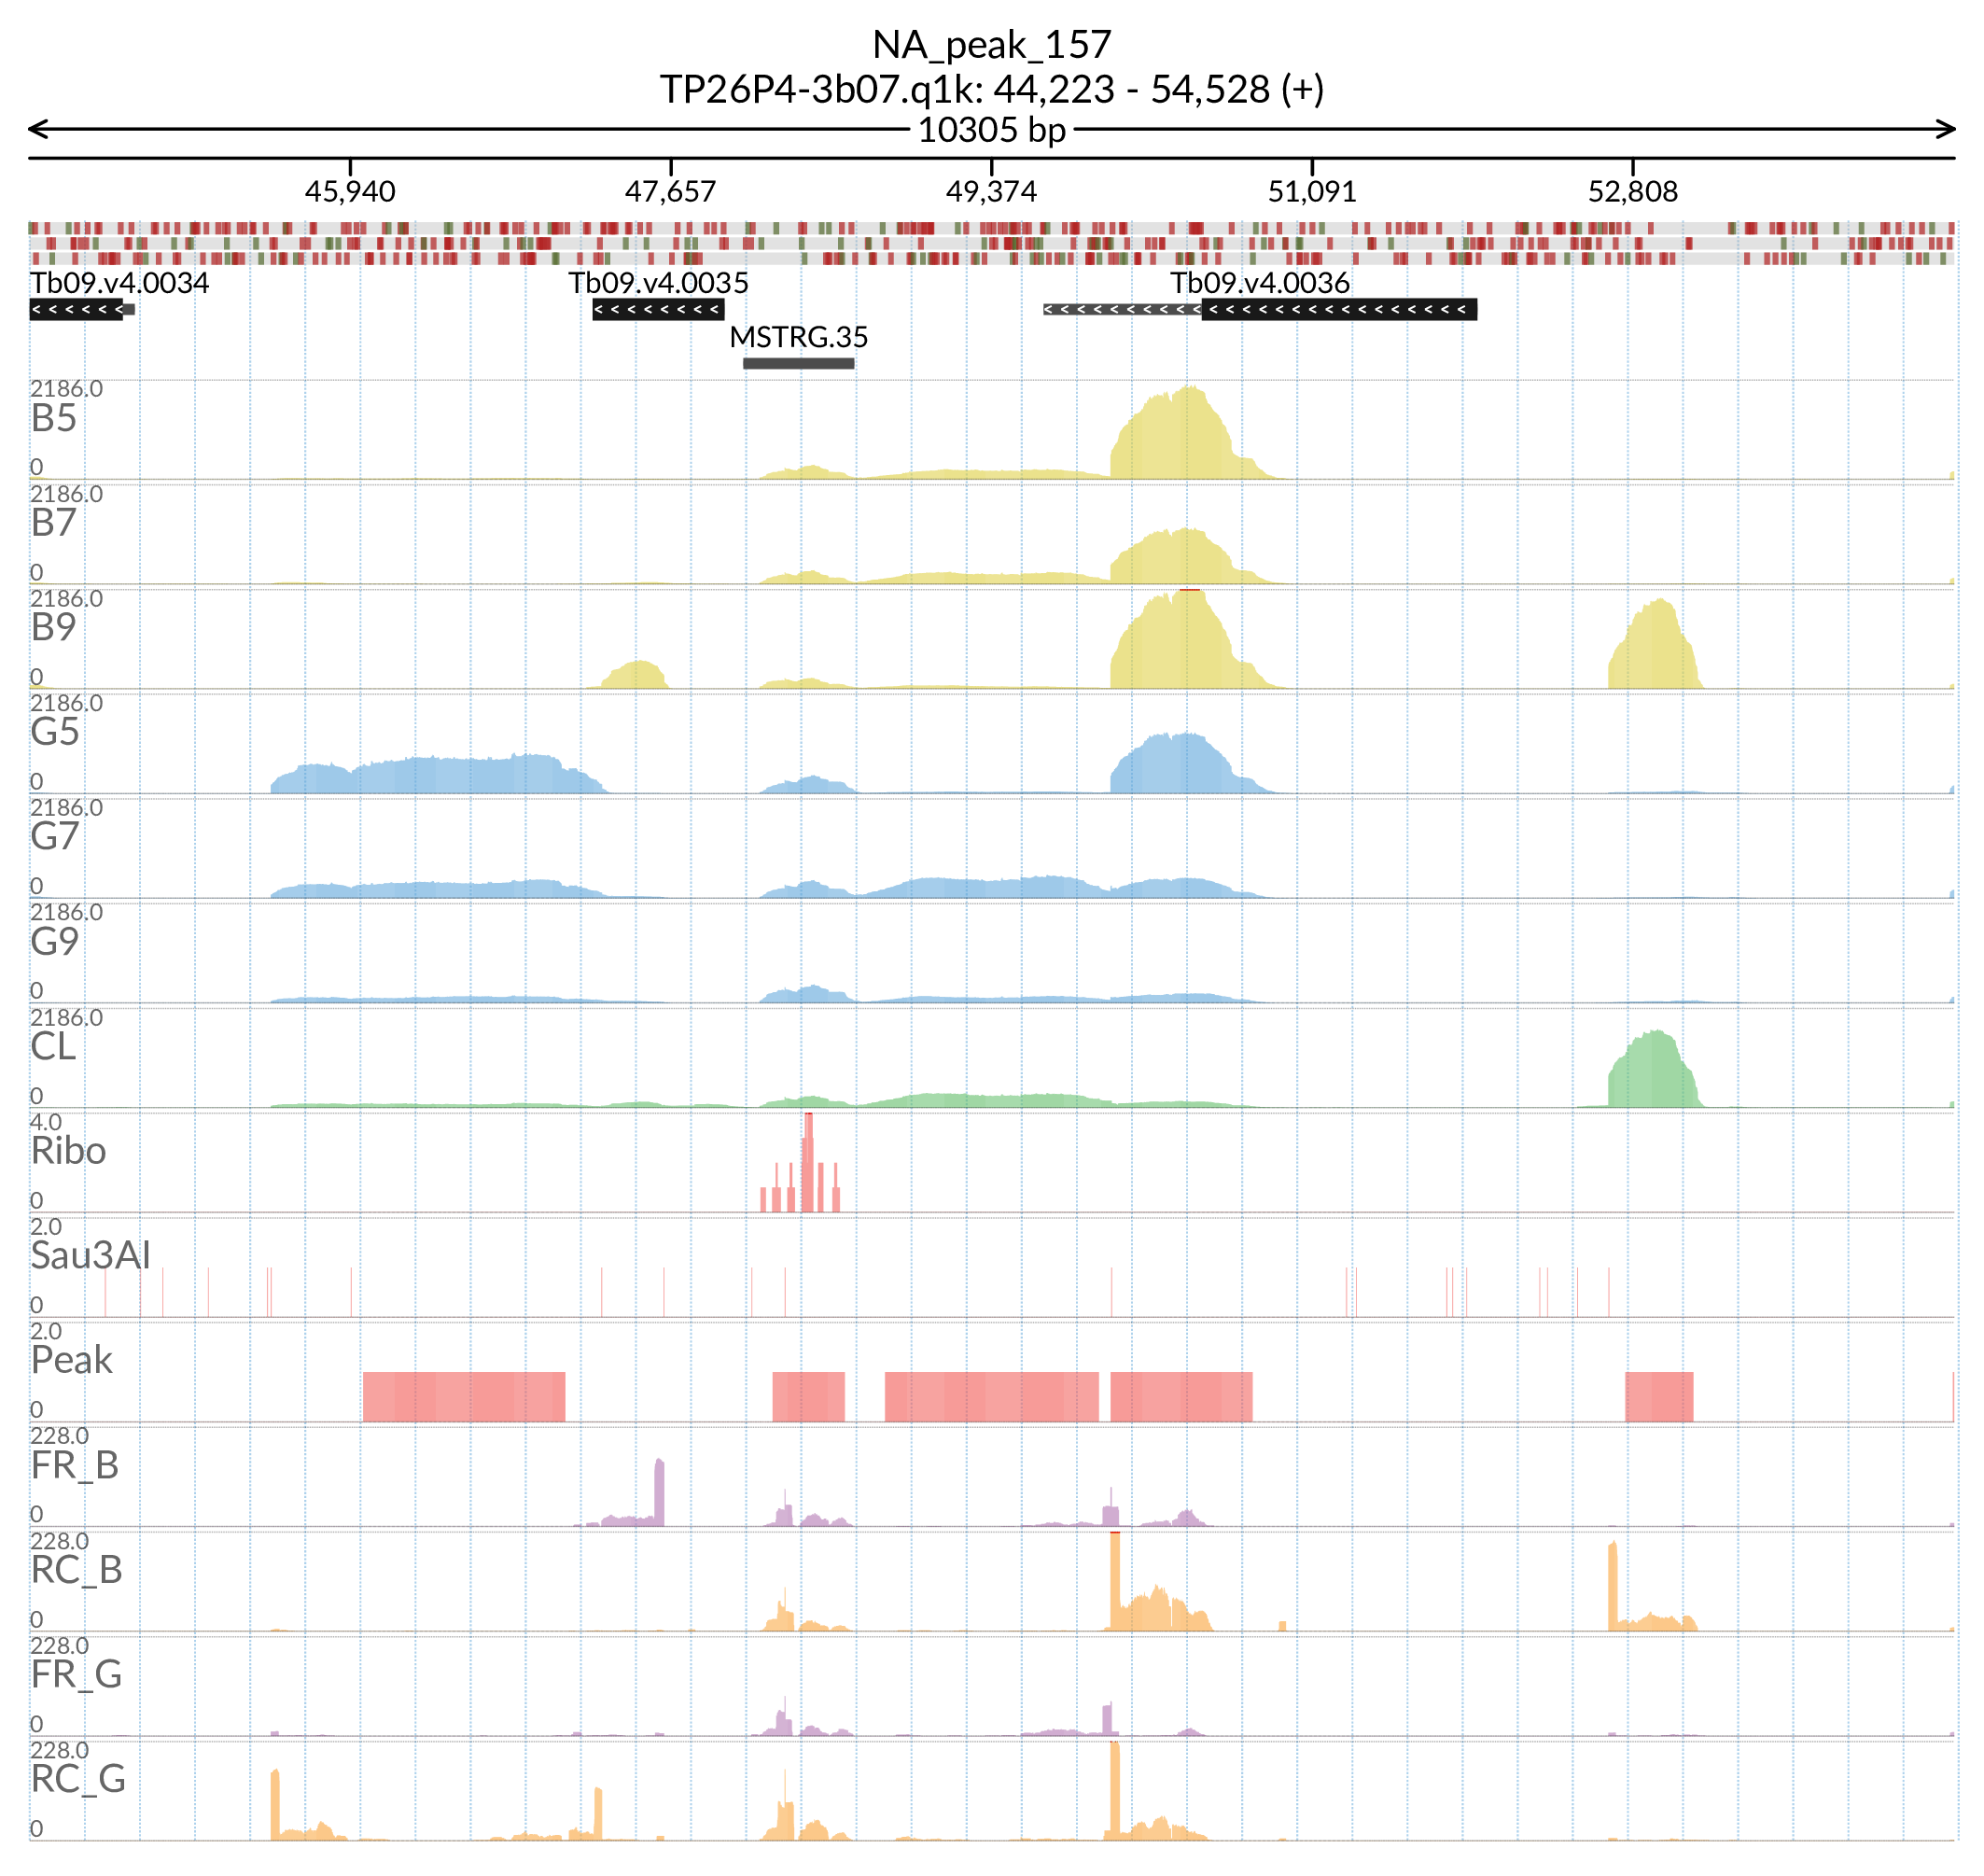 NA_peak_157
TP26P4-3b07.q1k: 44,223 - 54,528 (+)
10305 bp
45,940 47,657 49,374 51,091 52,808
Tb09.v4.0034 Tb09.v4.0035 Tb09.v4.0036
MSTRG.35
2186.0
B5
0
2186.0
B7
0
2186.0
B9
0
2186.0
G5
0
2186.0
G7
0
2186.0
G9
0
2186.0
CL
0
4.0
Ribo
0
2.0
Sau3AI
0
2.0
Peak
0
228.0
FR_B
0
228.0
RC_B
0
228.0
FR_G
0
228.0
RC_G
0